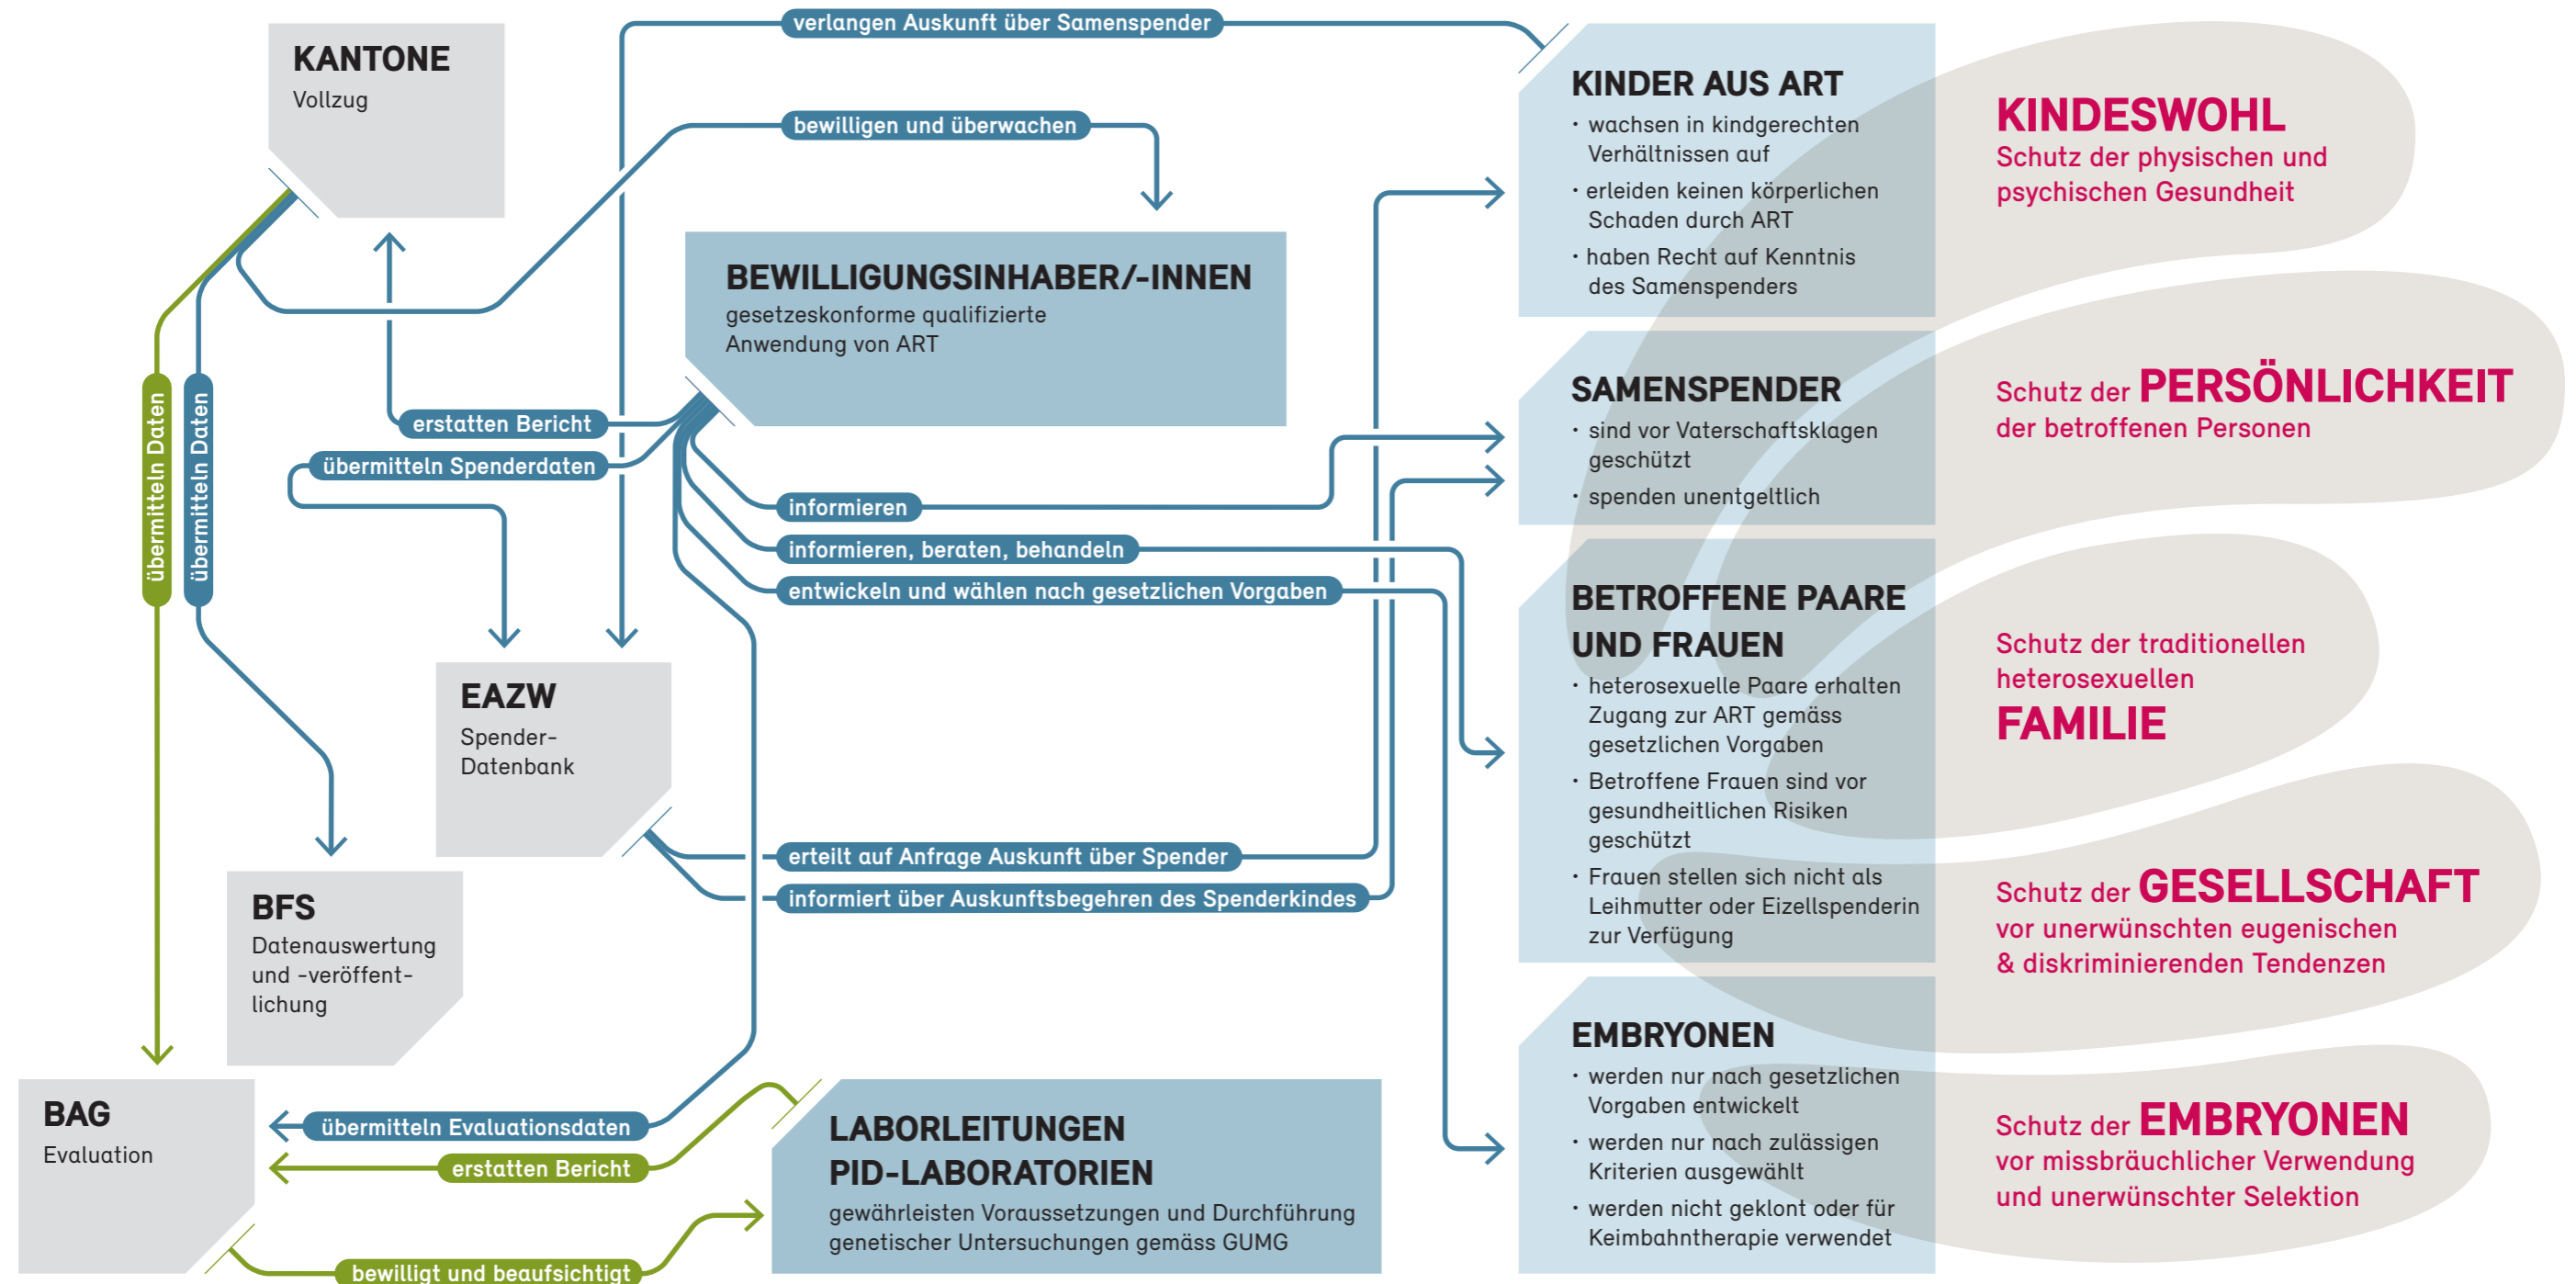 verlangen Auskunft über Samenspender
KANTONE
Vollzug
bewilligen und überwachen
BEWILLIGUNGSINHABER/-INNEN
gesetzeskonforme qualifizierte
Anwendung von ART
erstatten Bericht
übermitteln Spenderdaten
übermitteln Daten
übermitteln Daten
informieren
informieren, beraten, behandeln
entwickeln und wählen nach gesetzlichen Vorgaben
EAZW
Spender-
Datenbank
erteilt auf Anfrage Auskunft über Spender
informiert über Auskunftsbegehren des Spenderkindes
BFS
Datenauswertung
und -veröffent-
lichung
BAG
Evaluation
übermitteln Evaluationsdaten
erstatten Bericht
bewilligt und beaufsichtigt
LABORLEITUNGEN
PID-LABORATORIEN
gewährleisten Voraussetzungen und Durchführung
genetischer Untersuchungen gemäss GUMG
KINDER AUS ART
· wachsen in kindgerechten
Verhältnissen auf
· erleiden keinen körperlichen
Schaden durch ART
· haben Recht auf Kenntnis
des Samenspenders
SAMENSPENDER
· sind vor Vaterschaftsklagen
geschützt
· spenden unentgeltlich
BETROFFENE PAARE
UND FRAUEN
· heterosexuelle Paare erhalten
Zugang zur ART gemäss
gesetzlichen Vorgaben
· Betroffene Frauen sind vor
gesundheitlichen Risiken
geschützt
· Frauen stellen sich nicht als
Leihmutter oder Eizellspenderin
zur Verfügung
EMBRYONEN
· werden nur nach gesetzlichen
Vorgaben entwickelt
· werden nur nach zulässigen
Kriterien ausgewählt
· werden nicht geklont oder für
Keimbahntherapie verwendet
KINDESWOHL
Schutz der physischen und
psychischen Gesundheit
Schutz der PERSÖNLICHKEIT
der betroffenen Personen
Schutz der traditionellen
heterosexuellen
FAMILIE
Schutz der GESELLSCHAFT
vor unerwünschten eugenischen
& diskriminierenden Tendenzen
Schutz der EMBRYONEN
vor missbräuchlicher Verwendung
und unerwünschter Selektion